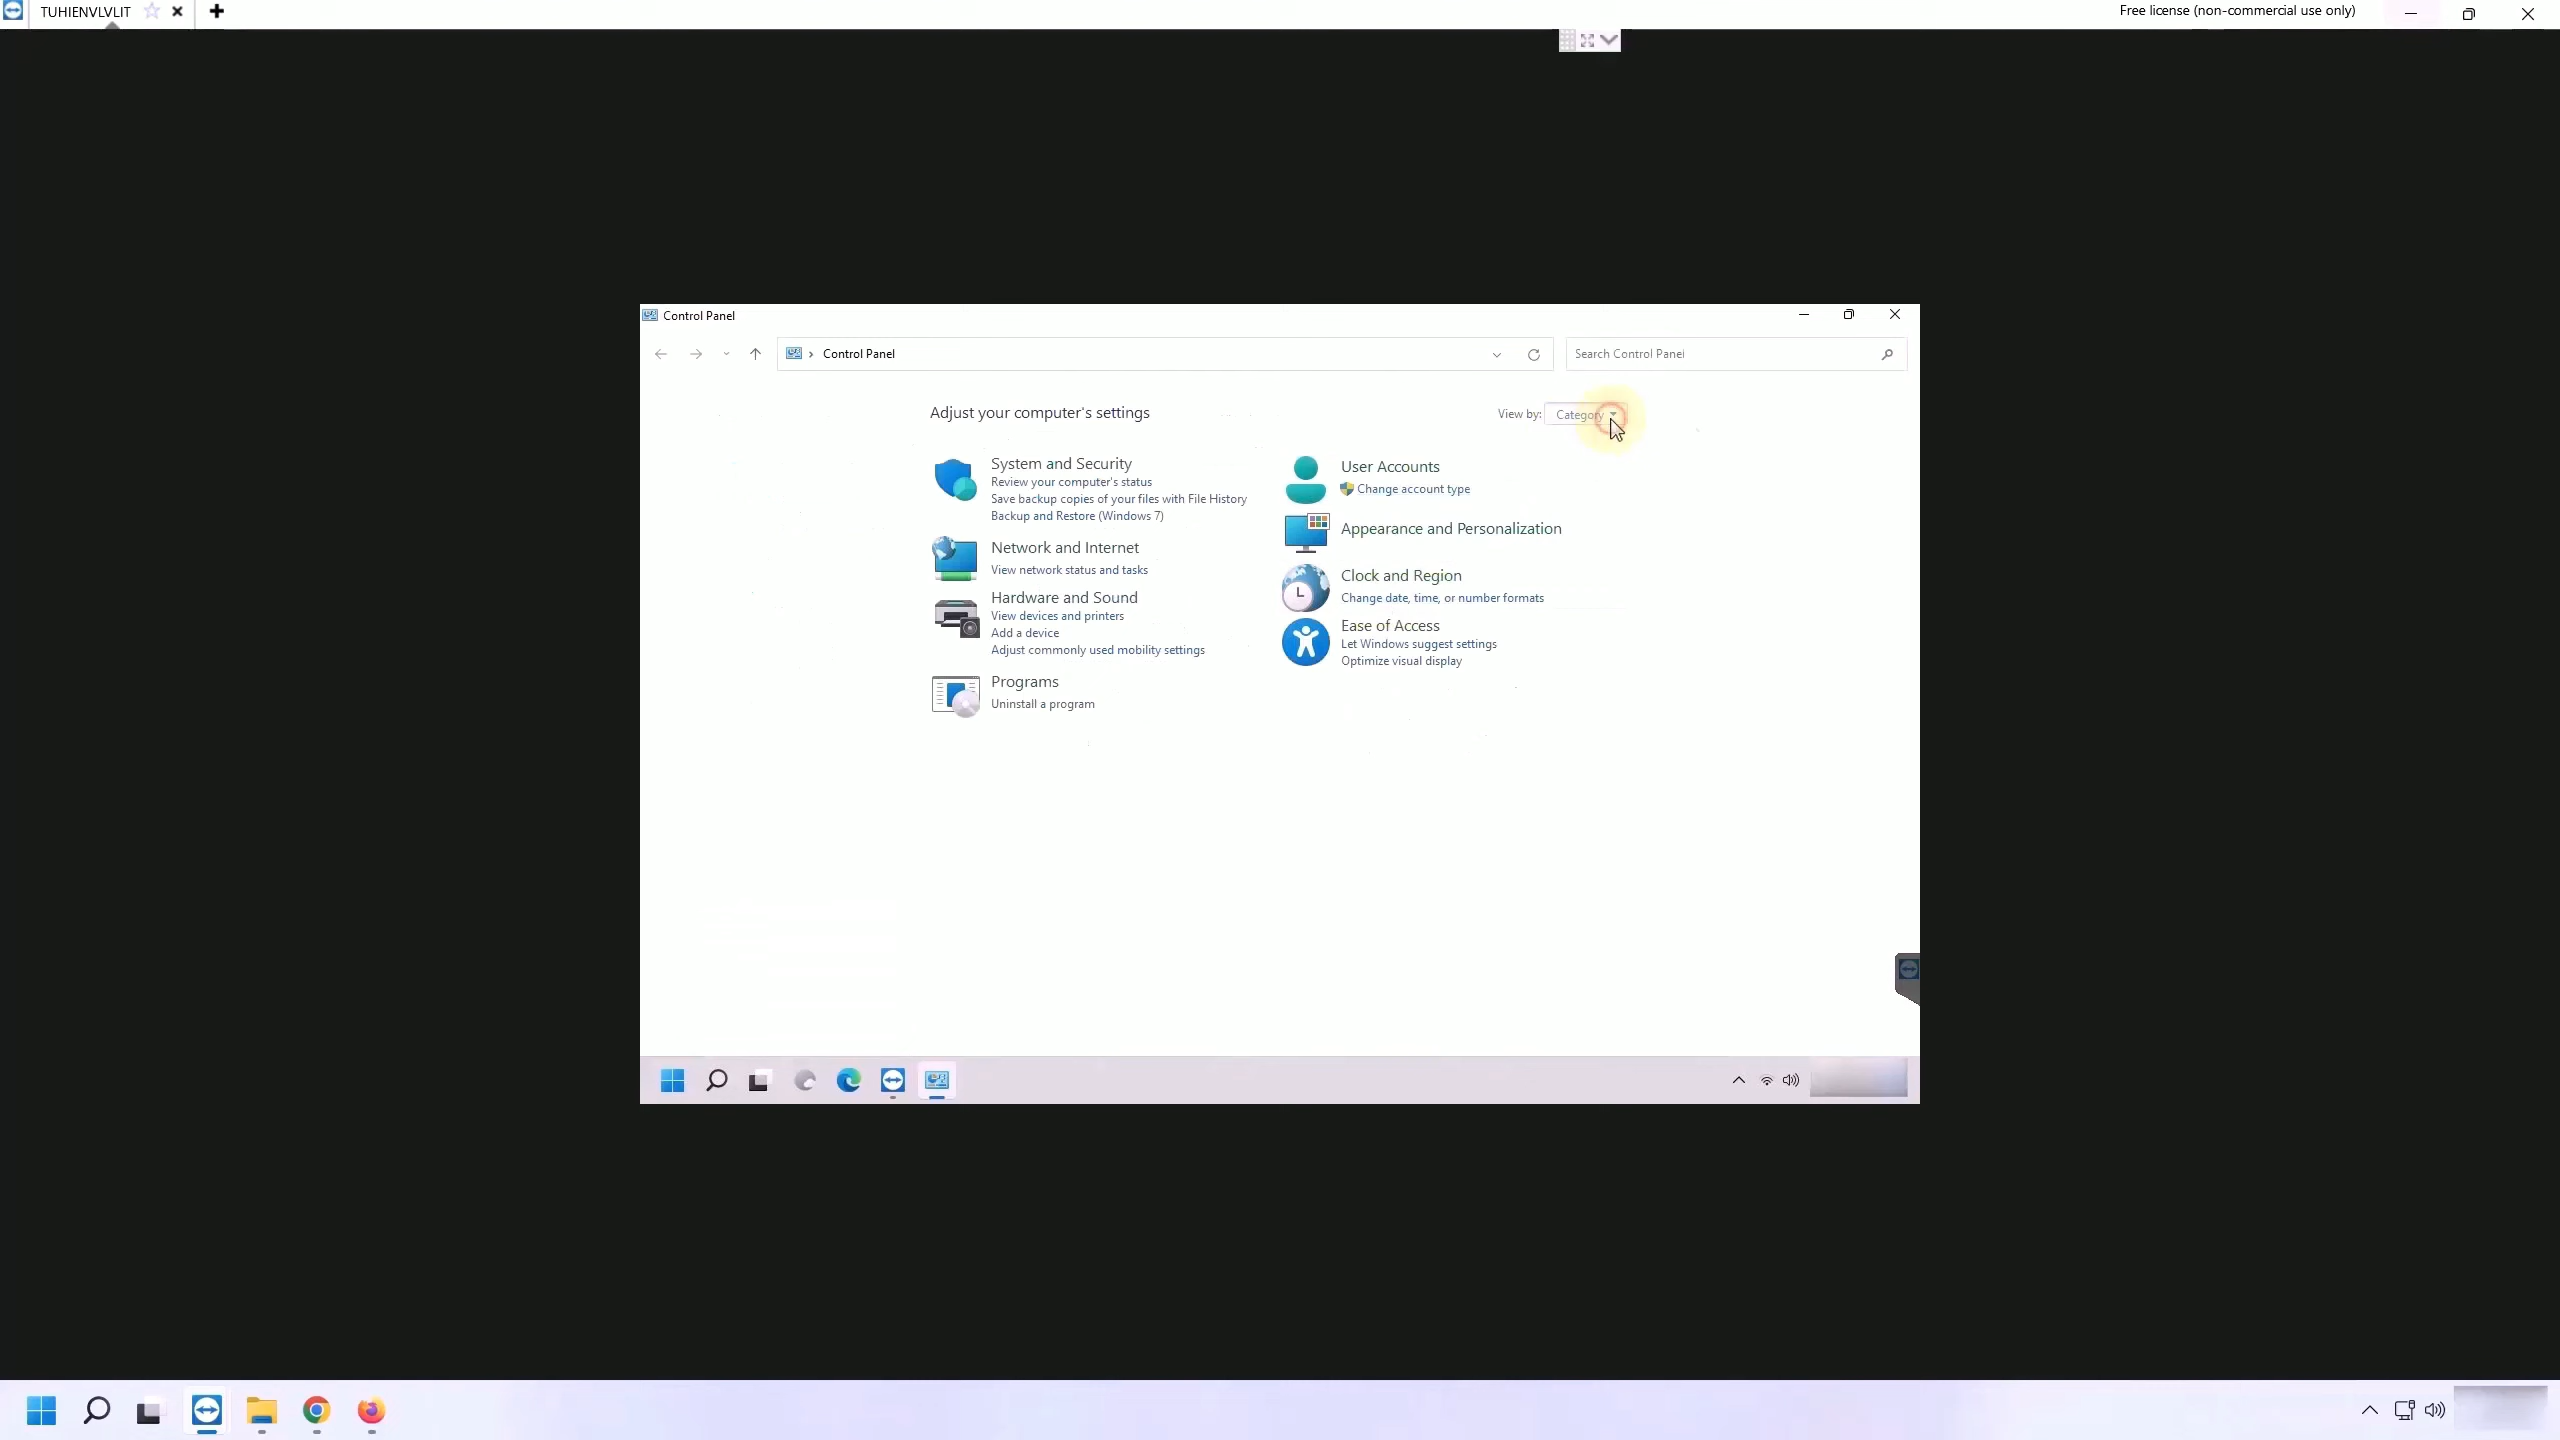 TUHIENVLVLIT
Free license (non-commercial use only)
Control Panel
Control Panel
Search Control Panel
Adjust your computer's settings
View by: Category
System and Security
Review your computer's status
Save backup copies of your files with File History
Backup and Restore (Windows 7)
Network and Internet
View network status and tasks
Hardware and Sound
View devices and printers
Add a device
Adjust commonly used mobility settings
Programs
Uninstall a program
User Accounts
Change account type
Appearance and Personalization
Clock and Region
Change date, time, or number formats
Ease of Access
Let Windows suggest settings
Optimize visual display